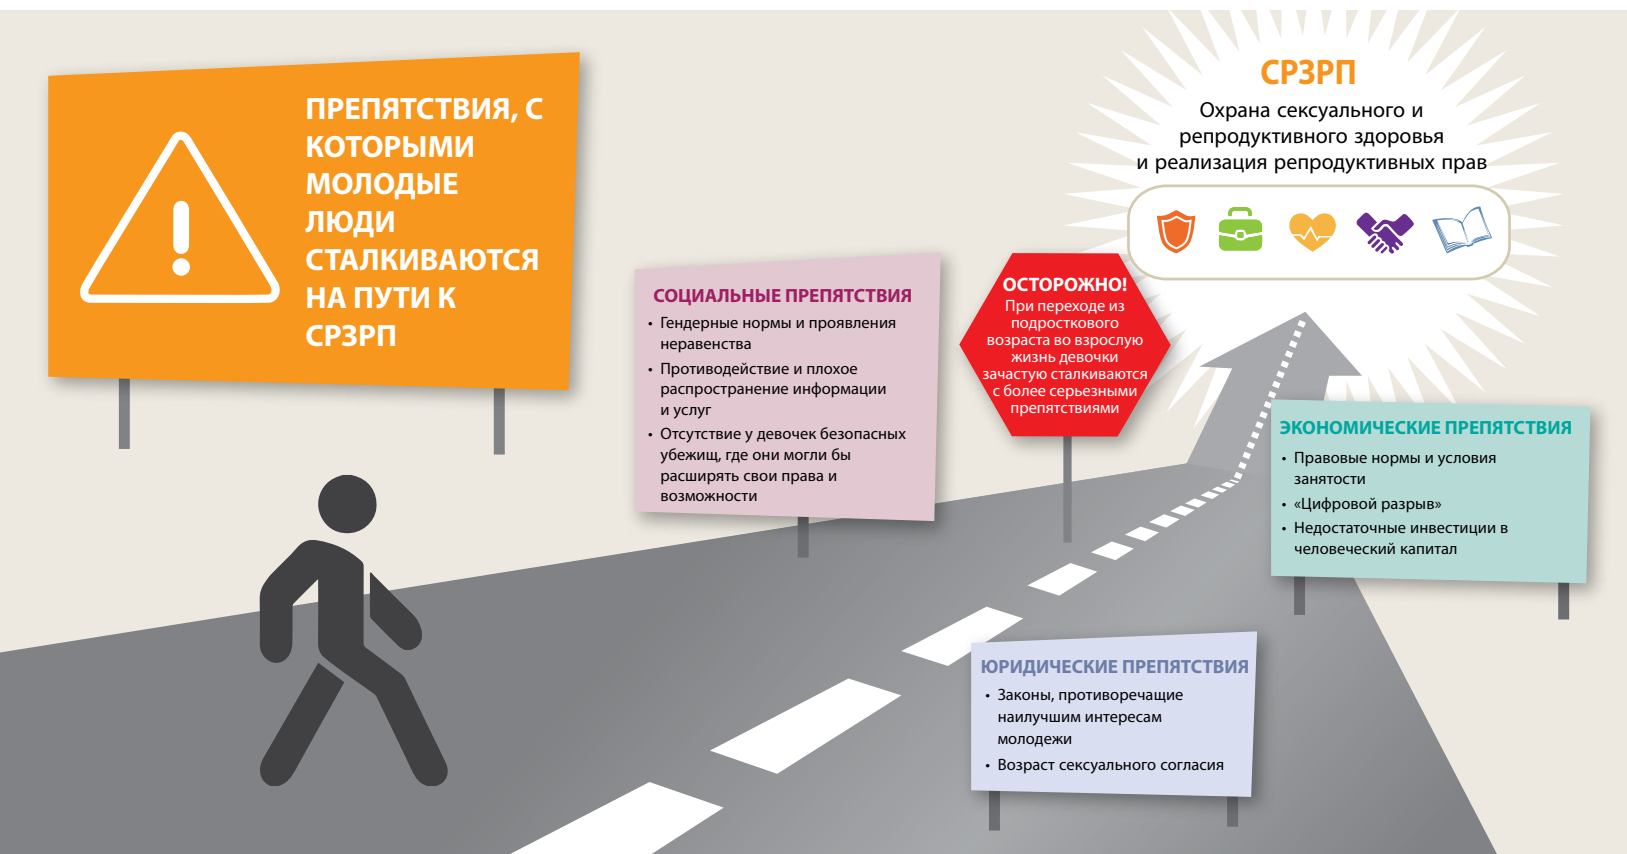 ПРЕПЯТСТВИЯ, С
КОТОРЫМИ
МОЛОДЫЕ
ЛЮДИ
СТАЛКИВАЮТСЯ
НА ПУТИ К
СРЗРП
СРЗРП
Охрана сексуального и
репродуктивного здоровья
и реализация репродуктивных прав
СОЦИАЛЬНЫЕ ПРЕПЯТСТВИЯ
• Гендерные нормы и проявления
неравенства
• Противодействие и плохое
распространение информации
и услуг
• Отсутствие у девочек безопасных
убежищ, где они могли бы
расширять свои права и
возможности
ОСТОРОЖНО!
При переходе из
подросткового
возраста во взрослую
жизнь девочки
зачастую сталкиваются
с более серьезными
препятствиями
ЭКОНОМИЧЕСКИЕ ПРЕПЯТСТВИЯ
• Правовые нормы и условия
занятости
• «Цифровой разрыв»
• Недостаточные инвестиции в
человеческий капитал
ЮРИДИЧЕСКИЕ ПРЕПЯТСТВИЯ
• Законы, противоречащие
наилучшим интересам
молодежи
• Возраст сексуального согласия